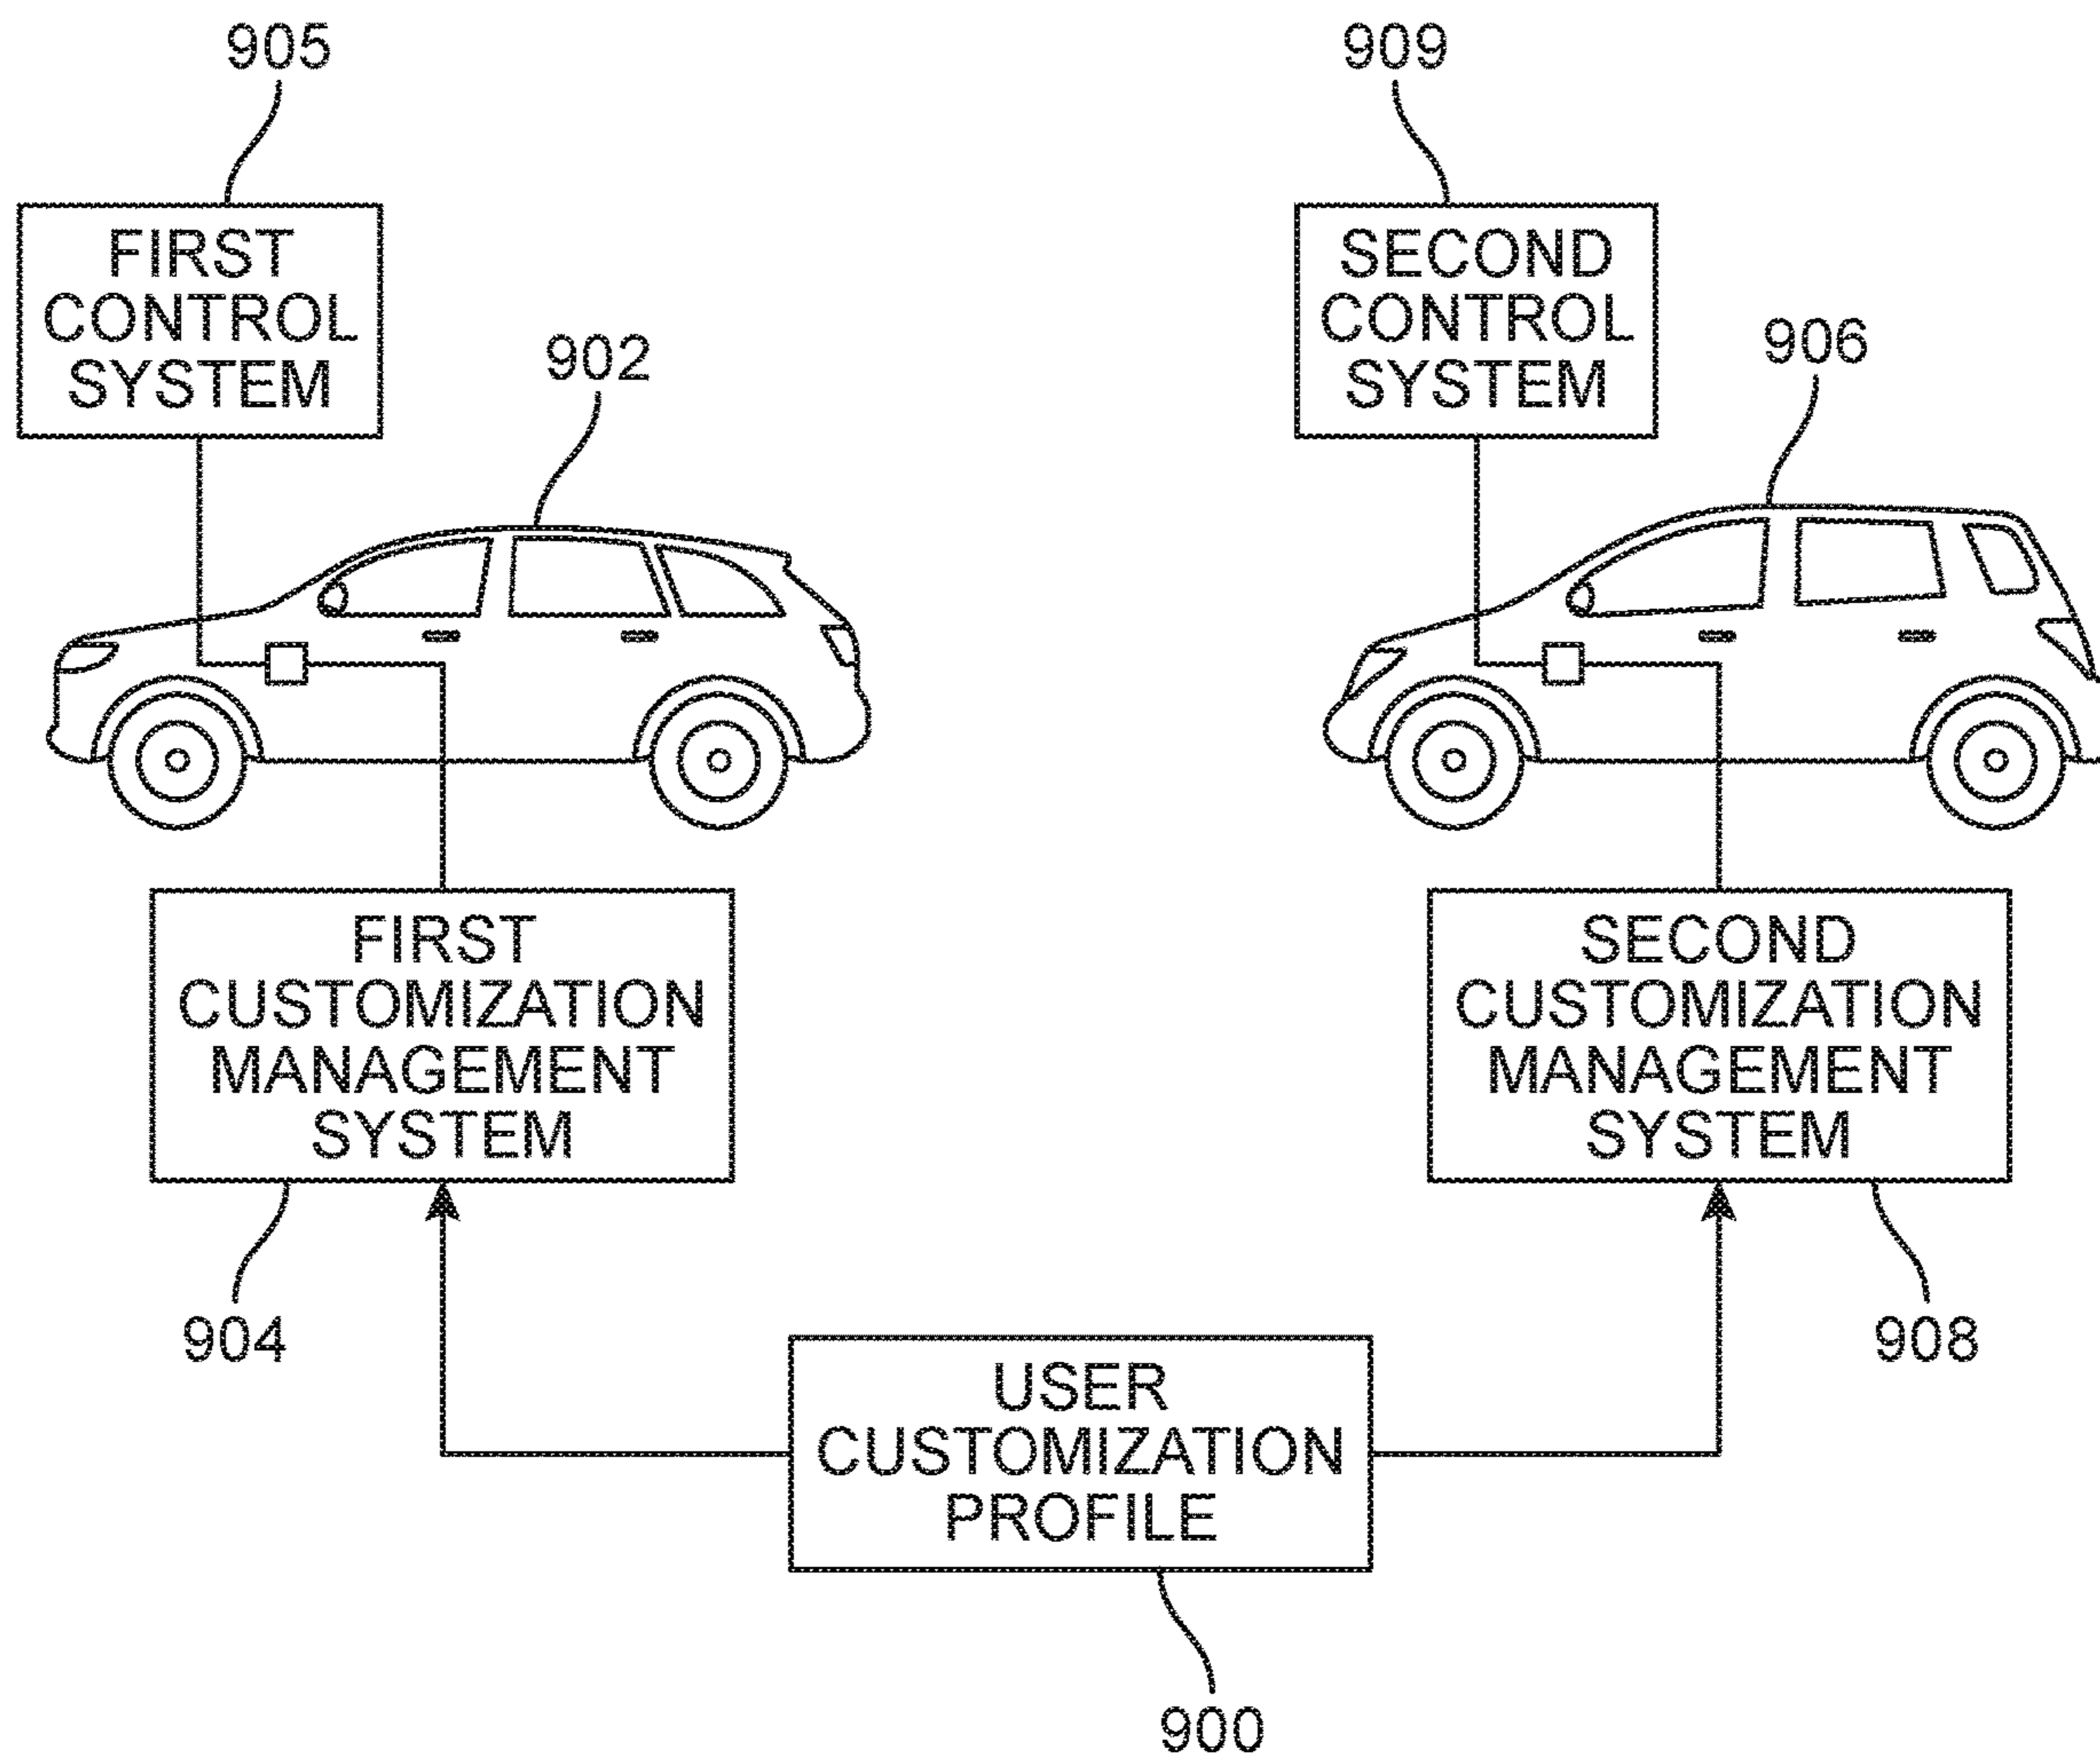 905
909
FIRST
CONTROL
SYSTEM
SECOND
CONTROL
SYSTEM
902
906
FIRST
CUSTOMIZATION
MANAGEMENT
SYSTEM
SECOND
CUSTOMIZATION
MANAGEMENT
SYSTEM
904
908
USER
CUSTOMIZATION
PROFILE
900